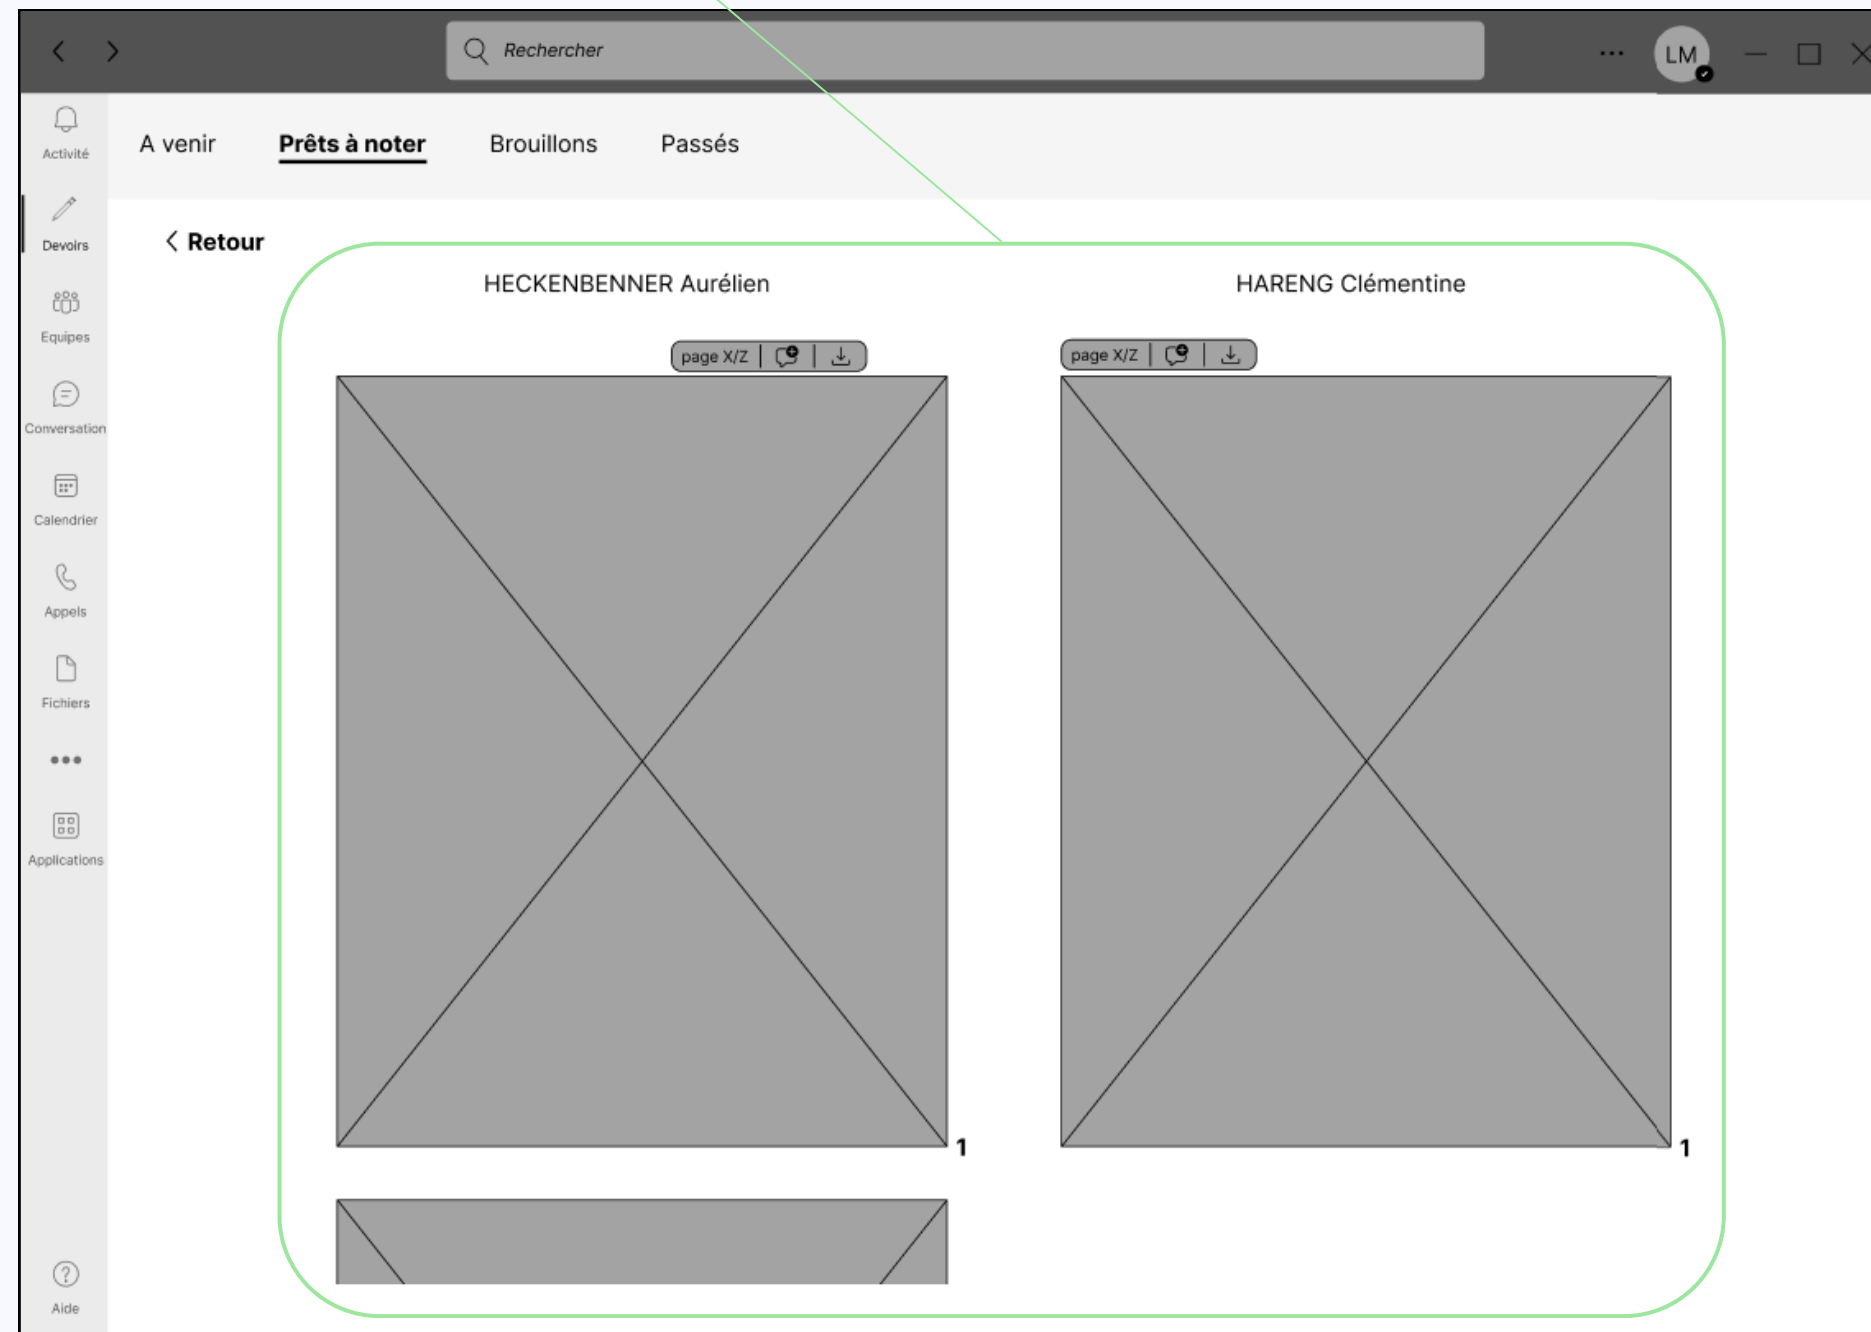 Rechercher
LM
Activité
A venir
Prêts à noter
Brouillons
Passés
Devoirs
Retour
HECKENBENNER Aurélien
HARENG Clémentine
Equipes
page X/Z
page X/Z
Conversation
Calendrier
Appels
Fichiers
Applications
1
1
Aide